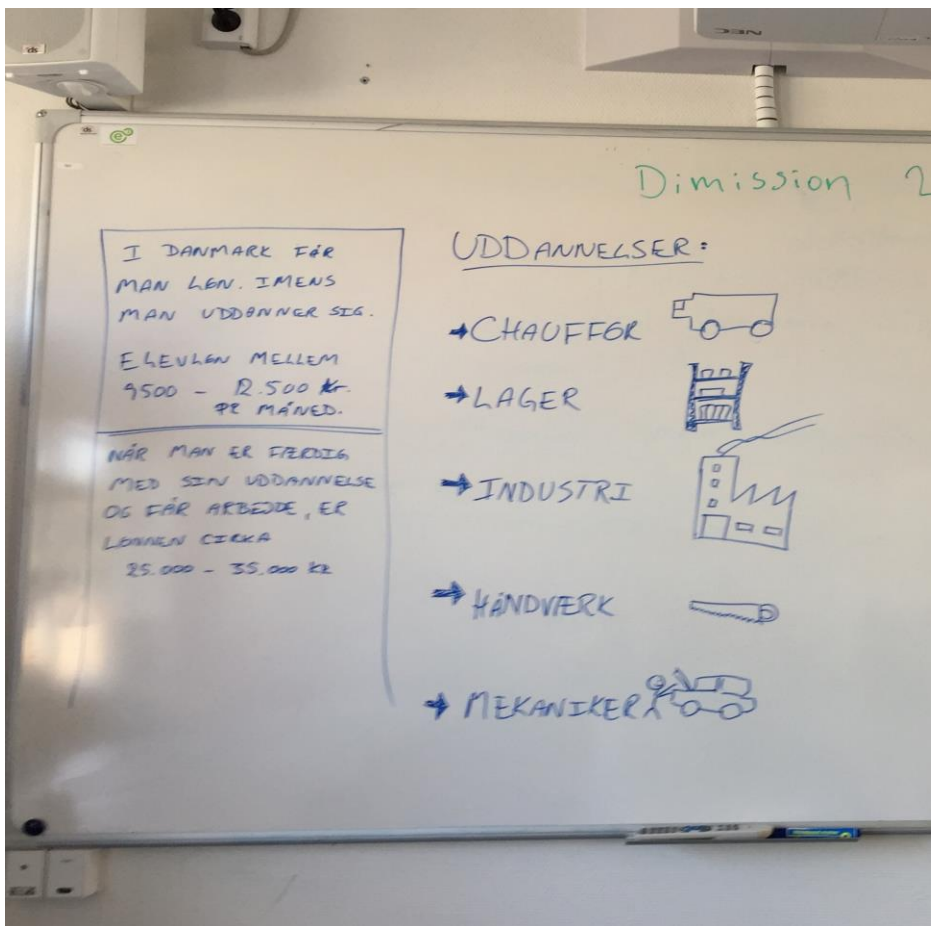 NEC
Dimission 2
I DANMARK FÅR
MAN LØN. IMENS
MAN UDDANNER SIG.
ELEVLØN MELLEM
9500 - 12.500 Kr.
PR MÅNED.
NÅR MAN ER FÆRDIG
MED SIN UDDANNELSE
OG FÅR ARBEJDE, ER
LØNNEN CIRKA
25.000 - 35.000 KR
UDDANNELSER:
→CHAUFFØR
→LAGER
→INDUSTRI
→HÅNDVÆRK
→MEKANIKER